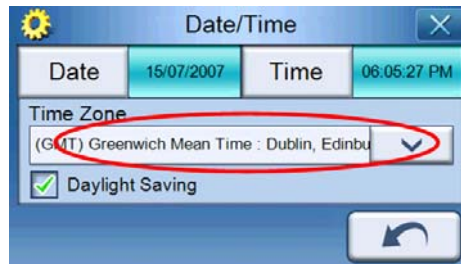 Date/Time
Date 15/07/2007 Time 06:05:27 PM
Time Zone
(GMT) Greenwich Mean Time : Dublin, Edinbu
Daylight Saving